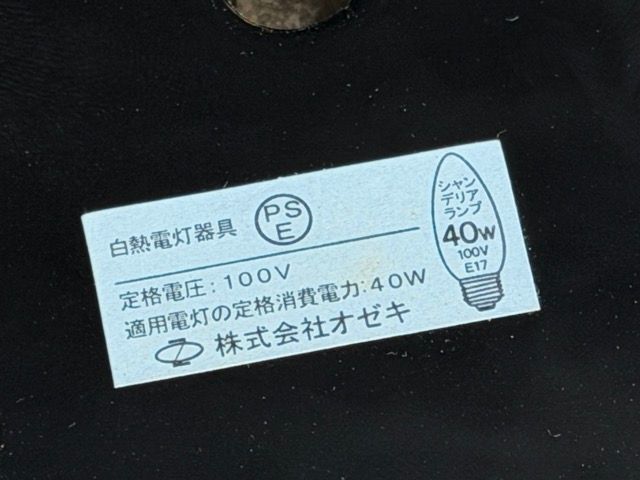 白熱電灯器具
PS
E
定格電圧:100V
適用電灯の定格消費電力:40W
株式会社オゼキ
シャン
デリア
ランプ
40W
100V
E17